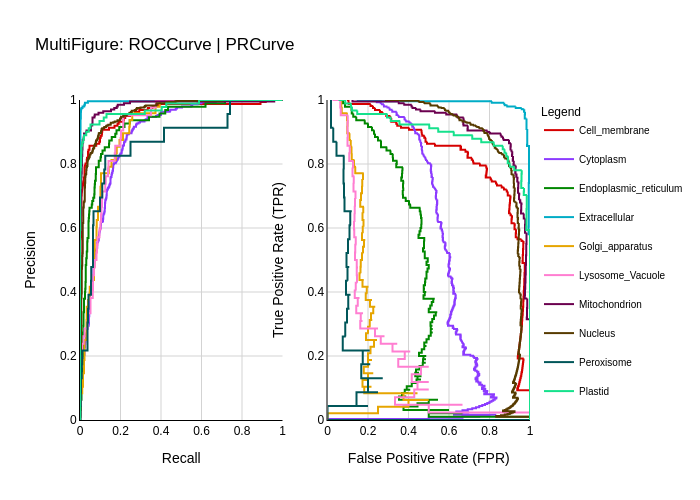 MultiFigure: ROCCurve | PRCurve
Legend
Cell_membrane
Cytoplasm
Endoplasmic_reticulum
Extracellular
Golgi_apparatus
Lysosome_Vacuole
Mitochondrion
Nucleus
Peroxisome
Plastid
Precision
1
0.8
0.6
0.4
0.2
0
0 0.2 0.4 0.6 0.8 1
Recall
True Positive Rate (TPR)
1
0.8
0.6
0.4
0.2
0
0 0.2 0.4 0.6 0.8 1
False Positive Rate (FPR)